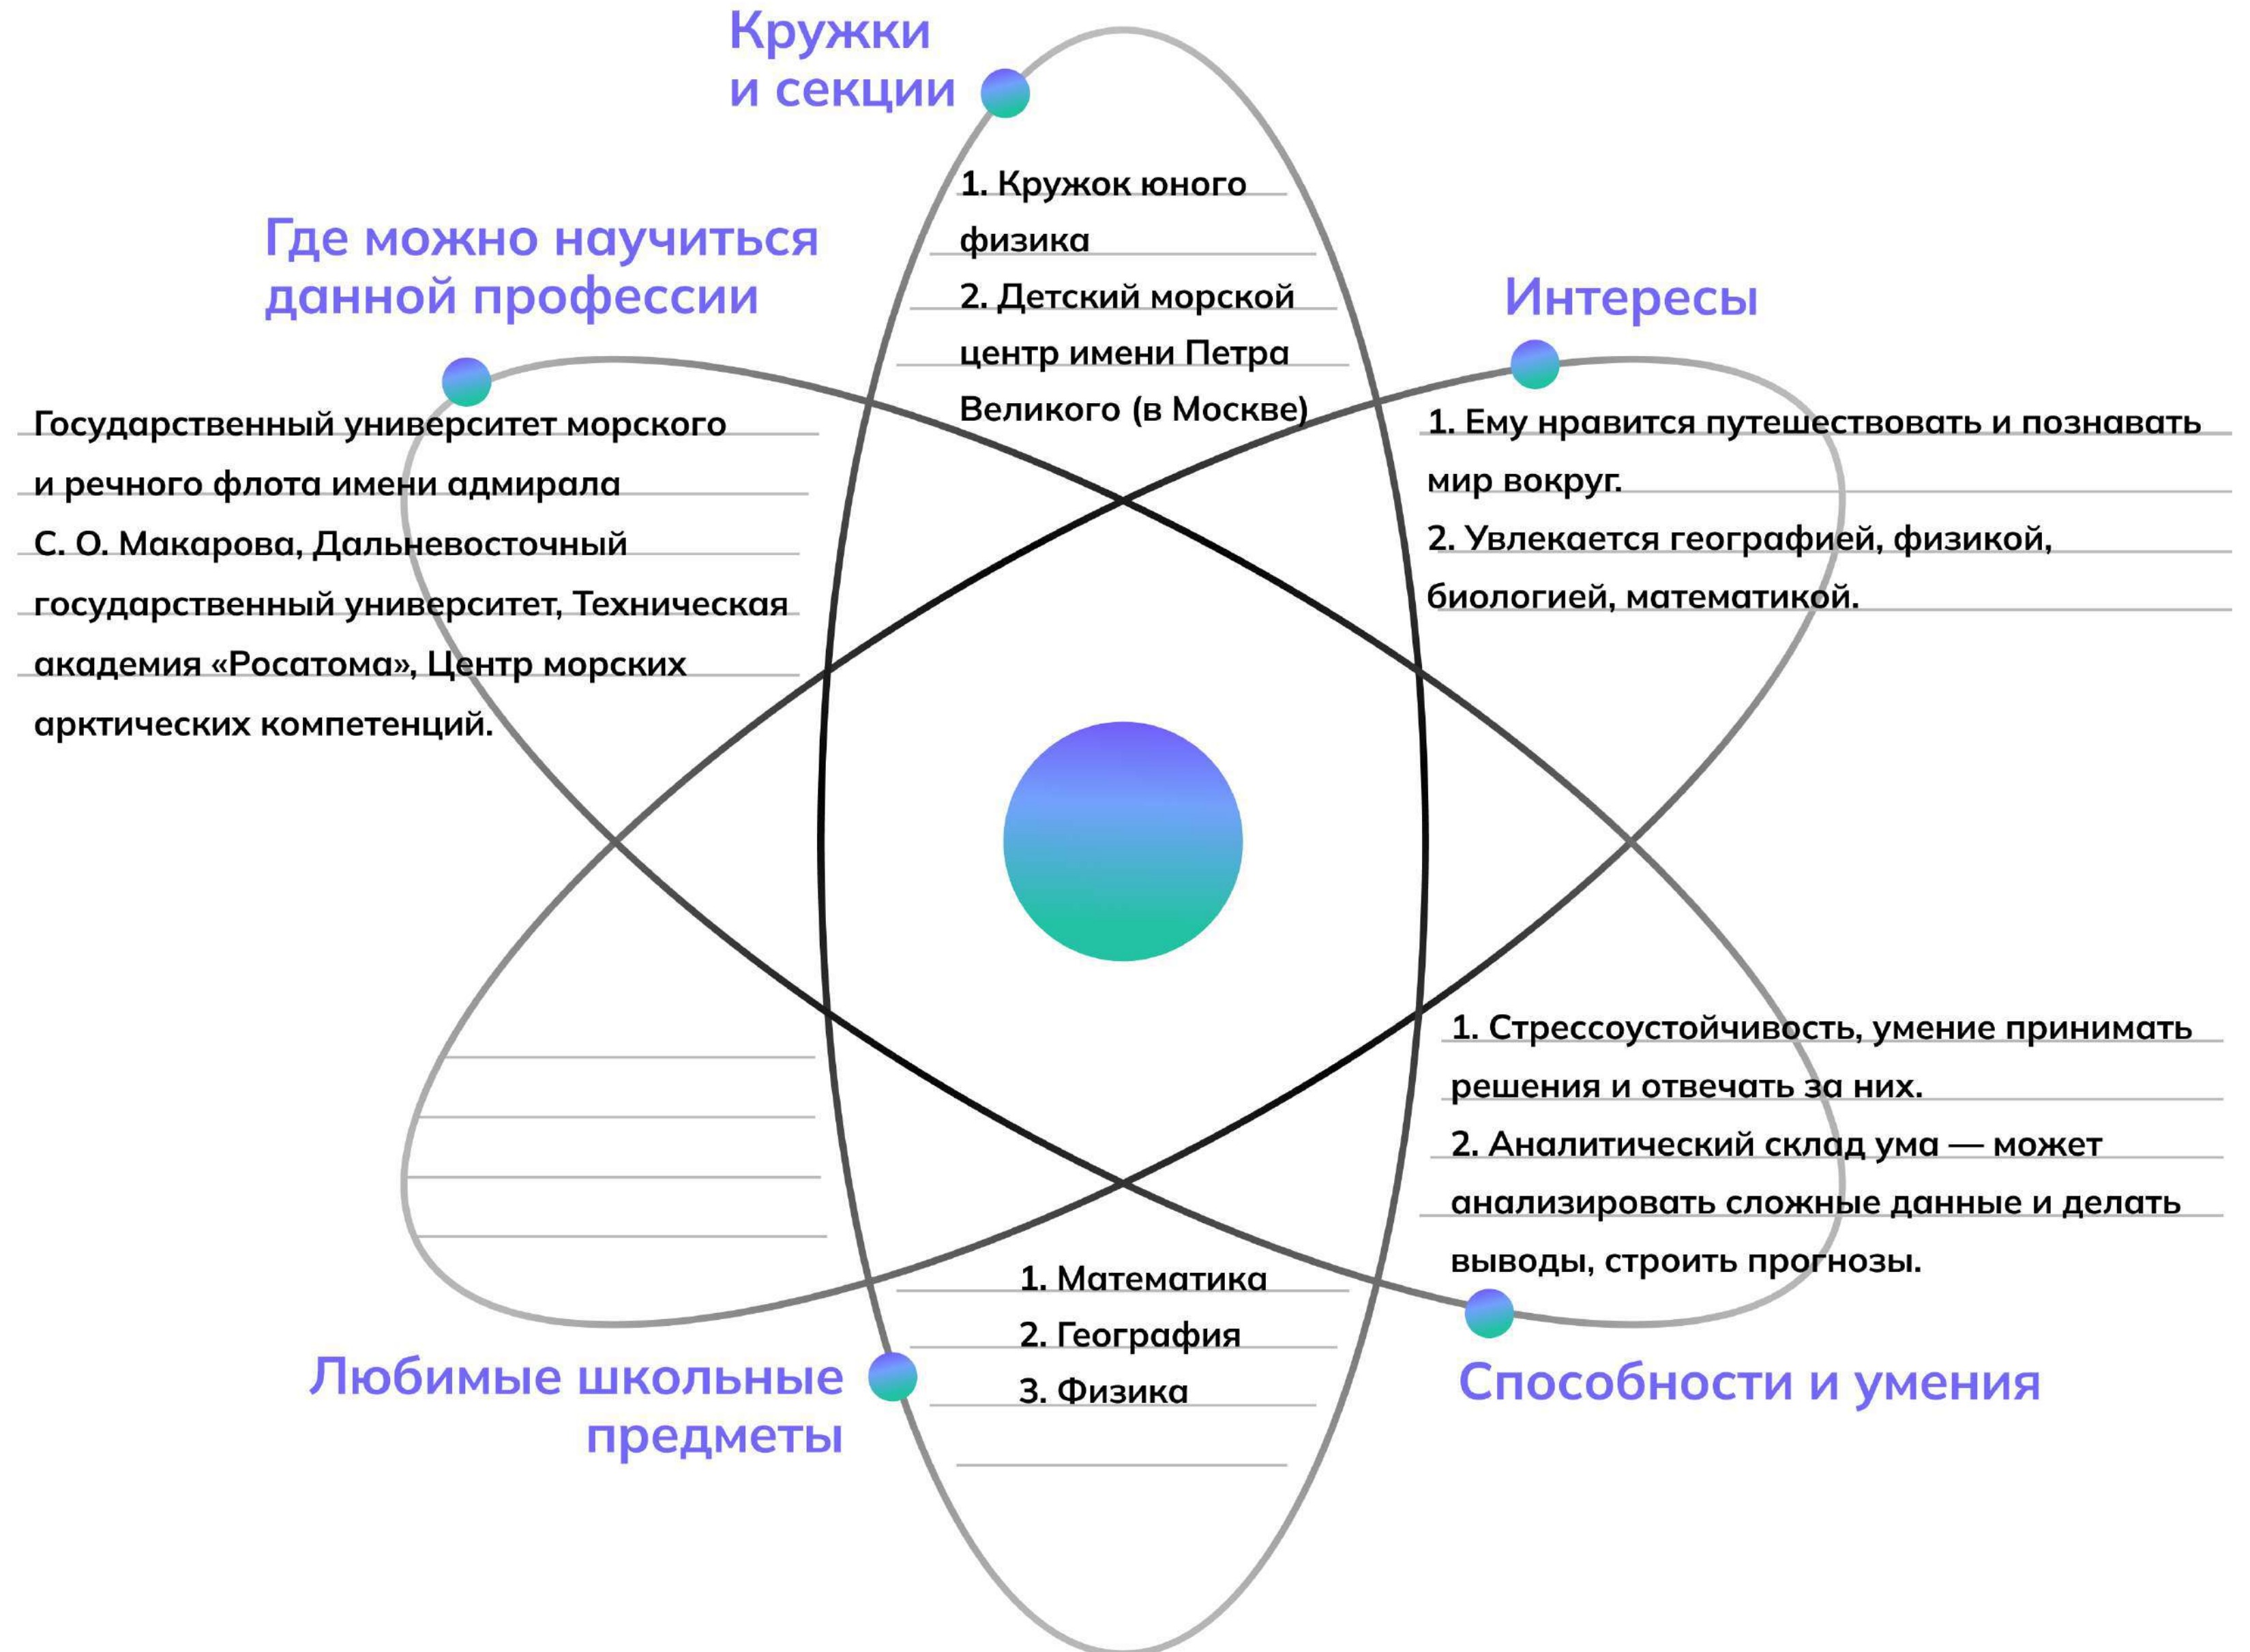 Кружки
и секции
1. Кружок юного
физика
2. Детский морской
центр имени Петра
Великого (в Москве)
Где можно научиться
данной профессии
Государственный университет морского
и речного флота имени адмирала
С. О. Макарова, Дальневосточный
государственный университет, Техническая
академия «Росатома», Центр морских
арктических компетенций.
Интересы
1. Ему нравится путешествовать и познавать
мир вокруг.
2. Увлекается географией, физикой,
биологией, математикой.
1. Стрессоустойчивость, умение принимать
решения и отвечать за них.
2. Аналитический склад ума — может
анализировать сложные данные и делать
выводы, строить прогнозы.
Способности и умения
Любимые школьные
предметы
1. Математика
2. География
3. Физика